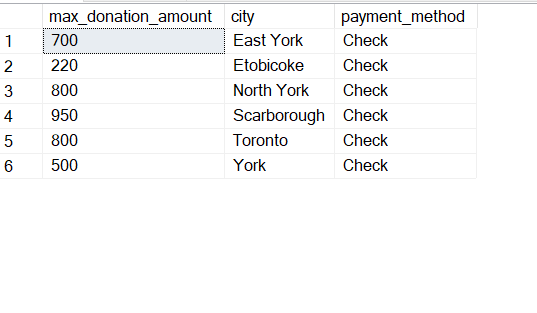 max_donation_amount city payment_method
1 700 East York Check
2 220 Etobicoke Check
3 800 North York Check
4 950 Scarborough Check
5 800 Toronto Check
6 500 York Check